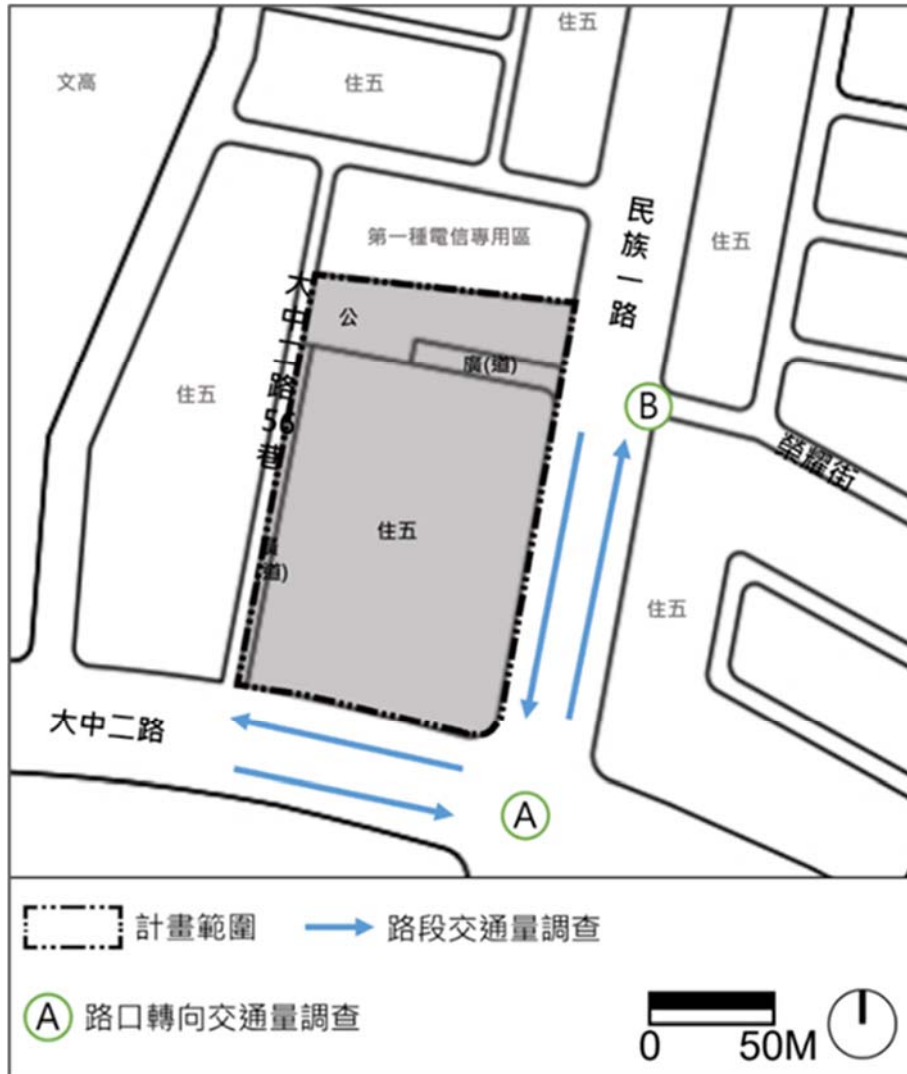 住五
文高
住五
民族一路
第一種電信專用區
住五
大中二路56巷
公
廣(道)
住五
B
榮耀街
住五
道)
住五
大中二路
A
計畫範圍
路段交通量調查
A 路口轉向交通量調查
0 50M